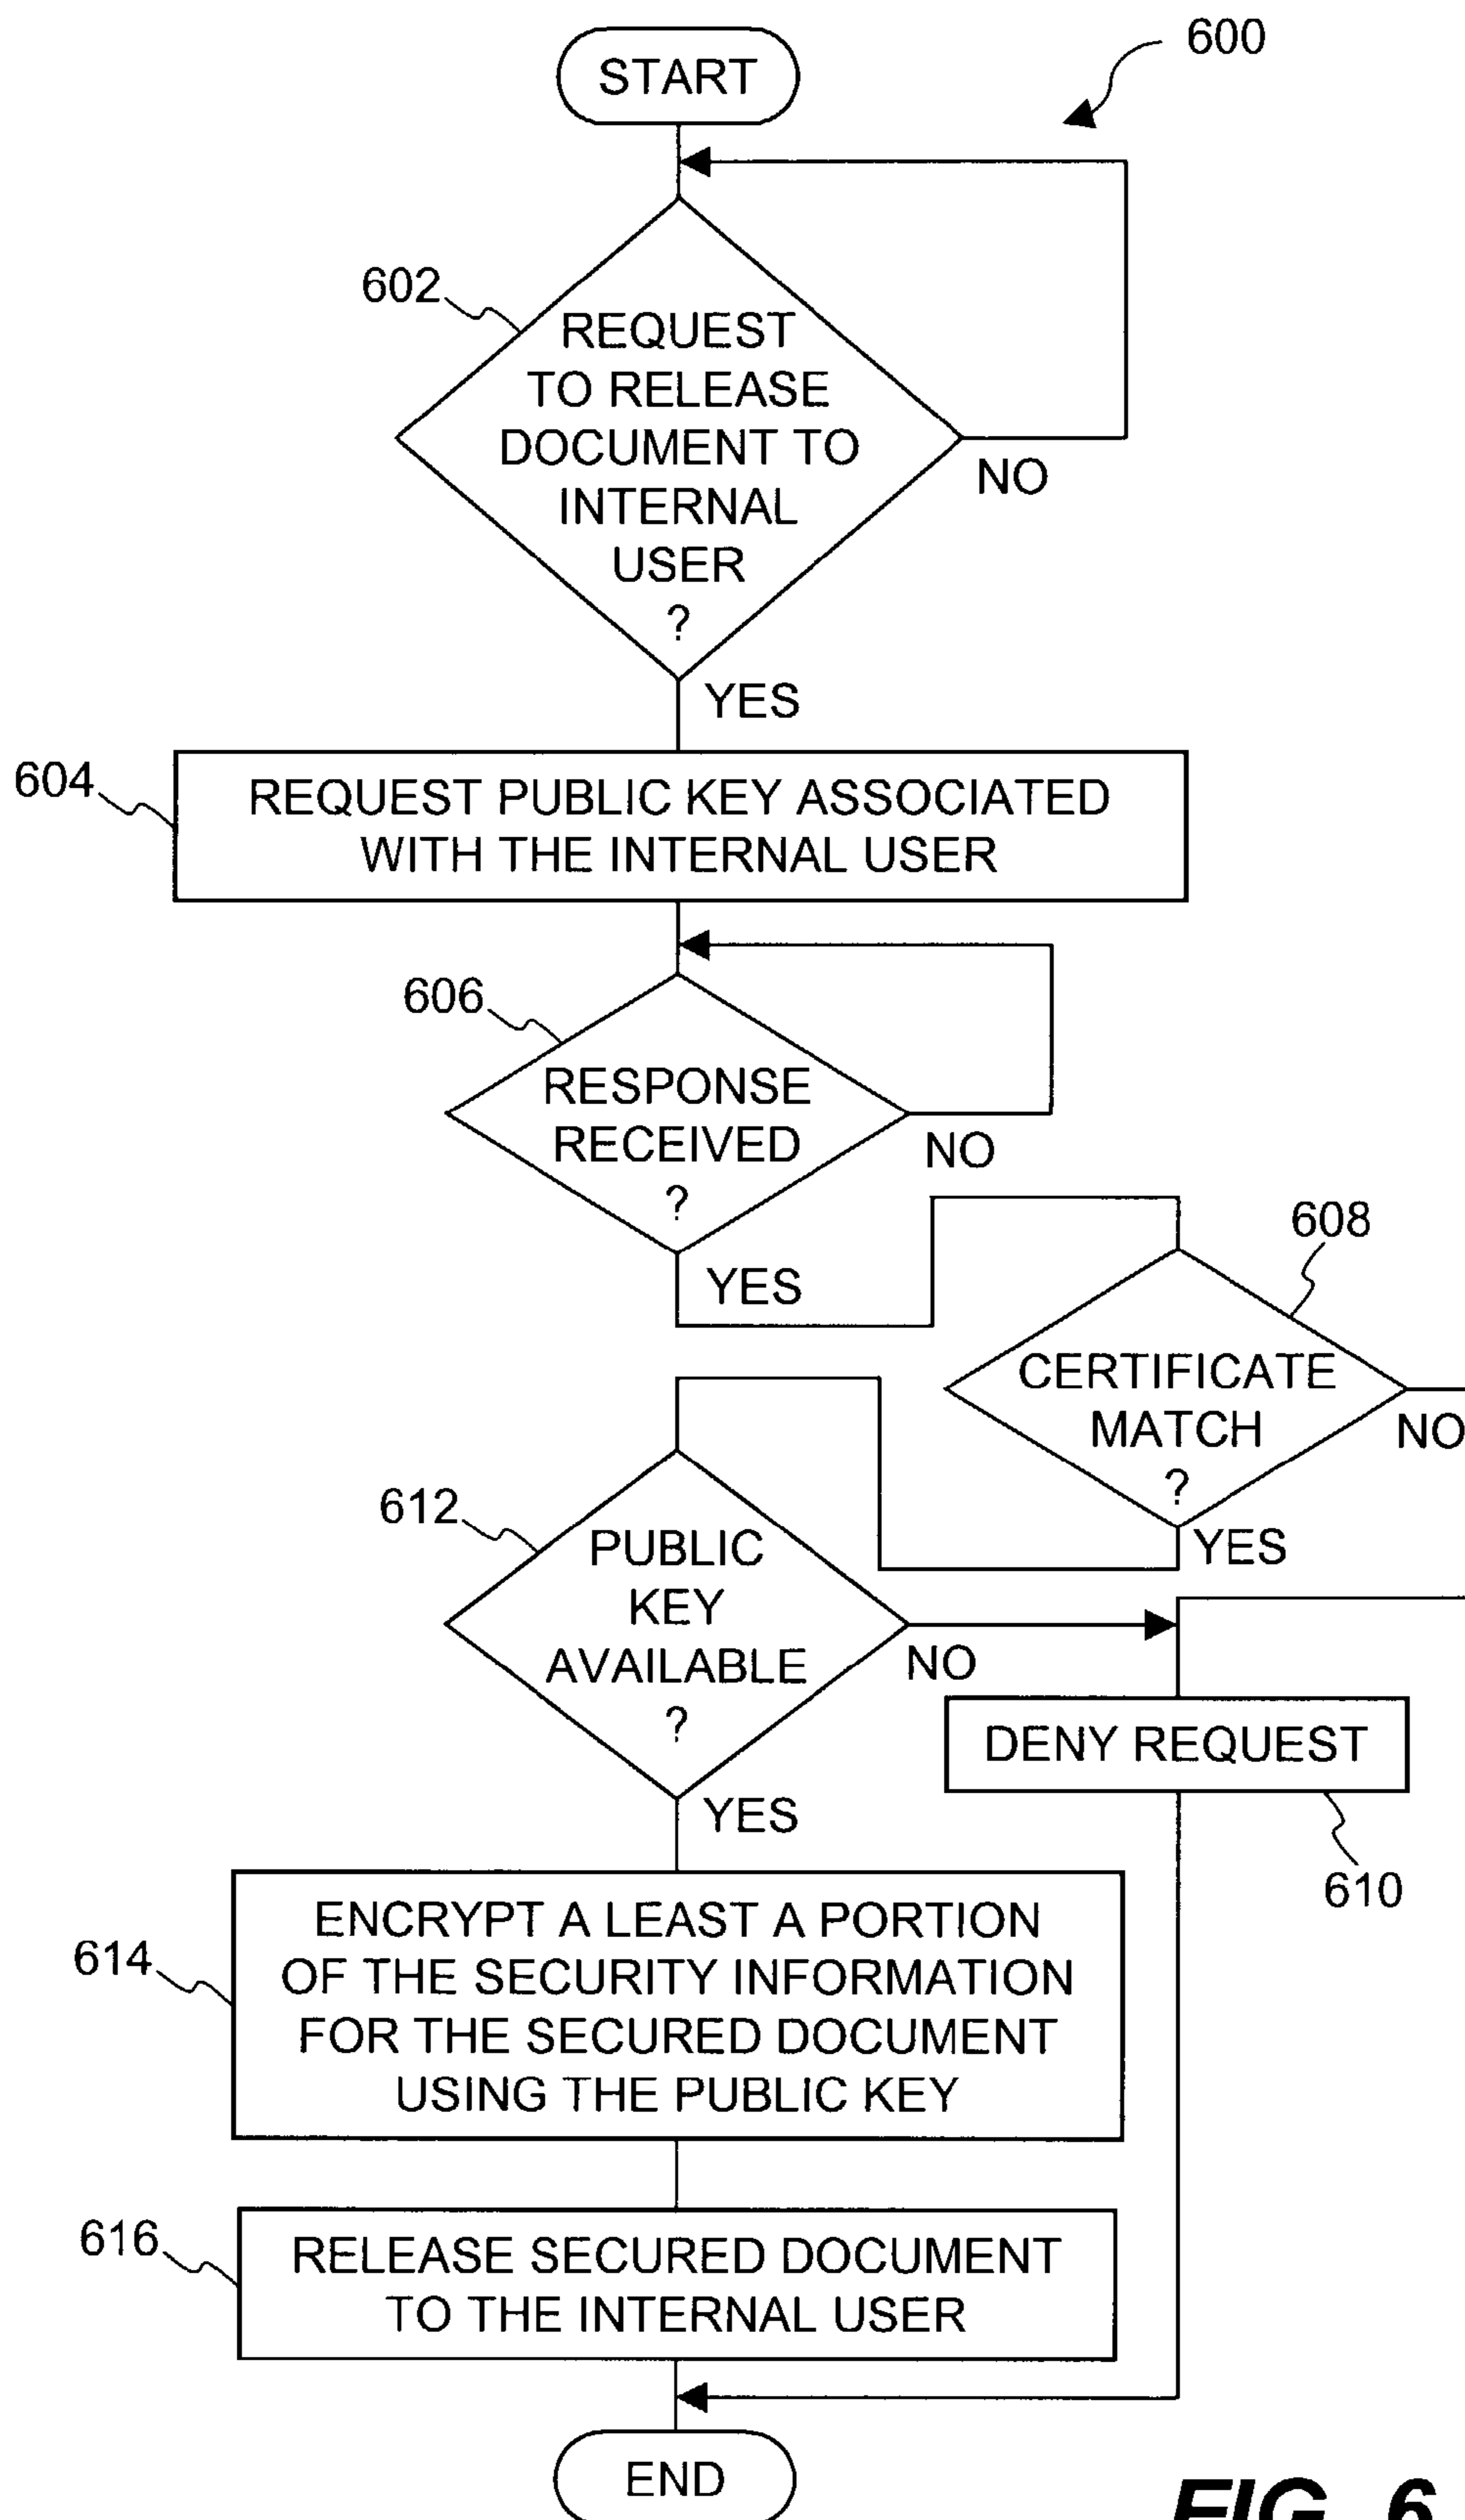 START
600
602
REQUEST
TO RELEASE
DOCUMENT TO
INTERNAL
USER
?
NO
YES
604
REQUEST PUBLIC KEY ASSOCIATED
WITH THE INTERNAL USER
606
RESPONSE
RECEIVED
?
NO
YES
608
CERTIFICATE
MATCH
?
NO
YES
612
PUBLIC
KEY
AVAILABLE
?
NO
YES
DENY REQUEST
610
614
ENCRYPT A LEAST A PORTION
OF THE SECURITY INFORMATION
FOR THE SECURED DOCUMENT
USING THE PUBLIC KEY
616
RELEASE SECURED DOCUMENT
TO THE INTERNAL USER
END
FIG. 6